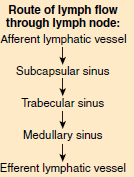 Route of lymph flow
through lymph node:
Afferent lymphatic vessel
Subcapsular sinus
Trabecular sinus
Medullary sinus
Efferent lymphatic vessel